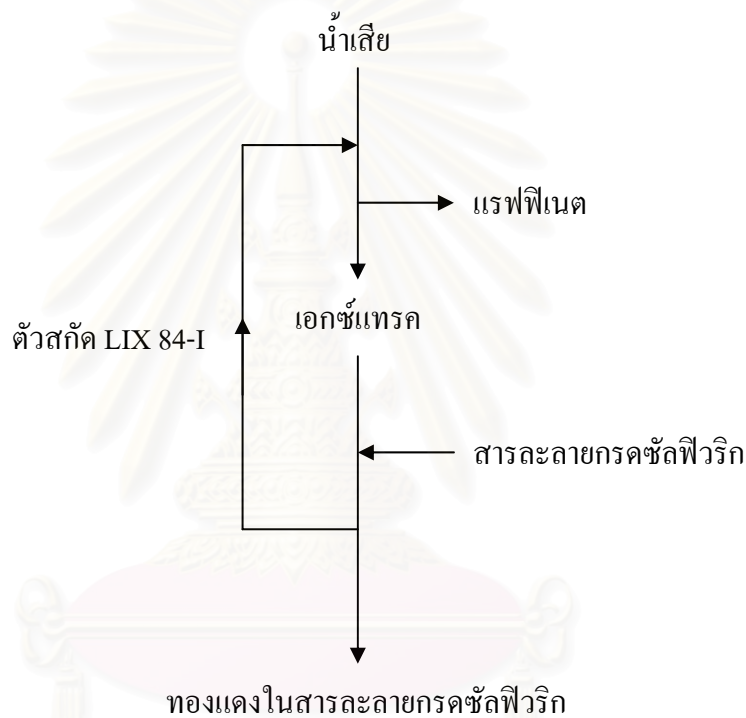 น้ำเสีย
แรฟฟิเนต
เอกซ์แทรค
ตัวสกัด LIX 84-I
สารละลายกรดซัลฟิวริก
ทองแดงในสารละลายกรดซัลฟิวริก